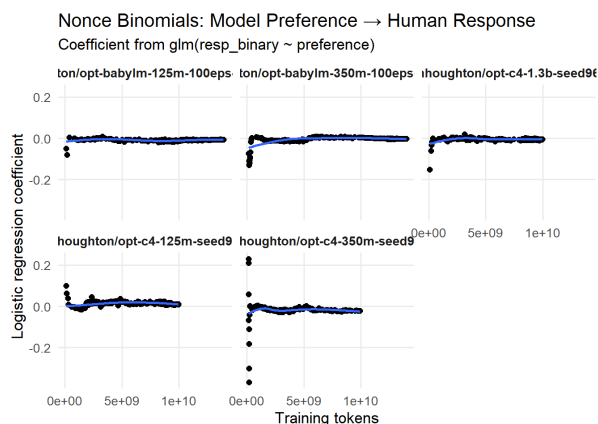 Nonce Binomials: Model Preference → Human Response
Coefficient from glm(resp_binary ~ preference)
ton/opt-babylm-125m-100eps-
ton/opt-babylm-350m-100eps
houghton/opt-c4-1.3b-seed96
0.2
0.0
-0.2
0e+00 5e+09 1e+10
houghton/opt-c4-125m-seed9
houghton/opt-c4-350m-seed9
0.2
0.0
-0.2
0e+00 5e+09 1e+10
0e+00 5e+09 1e+10
Logistic regression coefficient
Training tokens